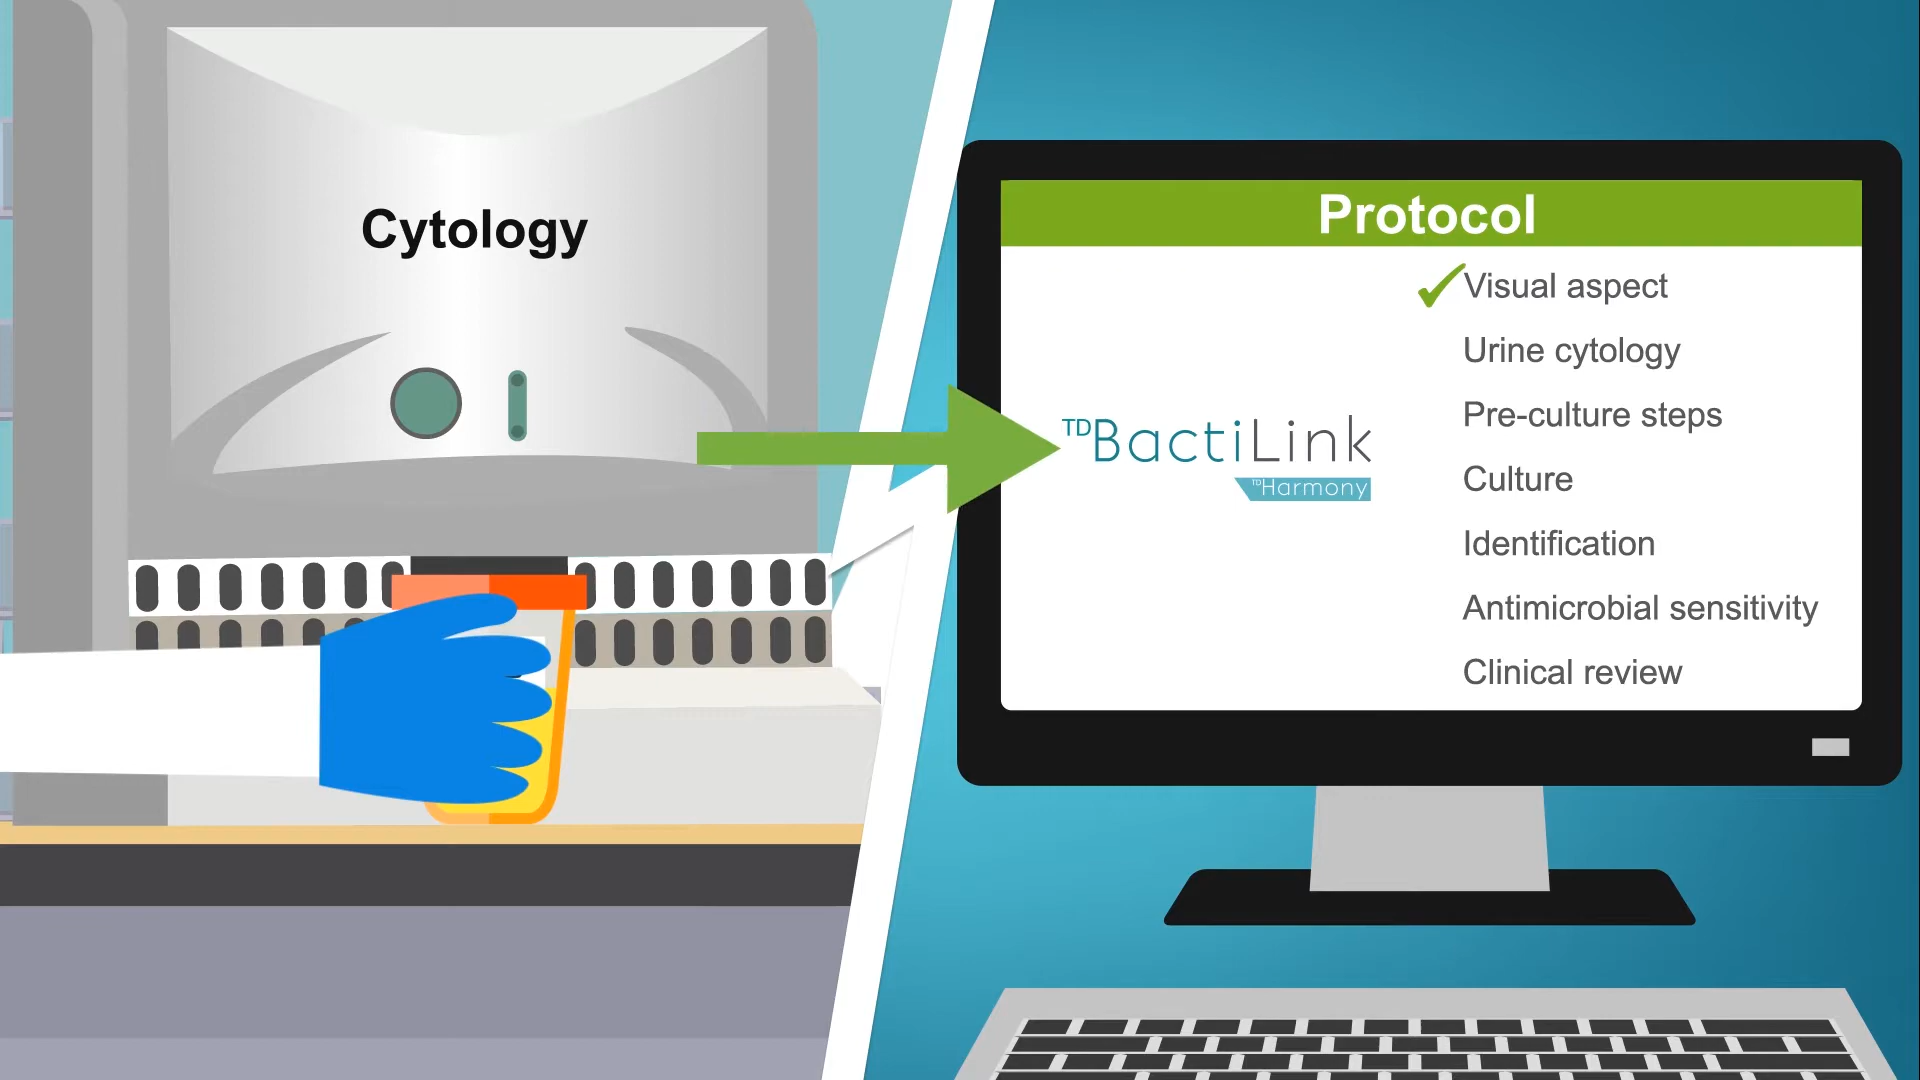 Cytology
Protocol
Visual aspect
Urine cytology
Pre-culture steps
Culture
Identification
Antimicrobial sensitivity
Clinical review
TDBactiLink
TDHarmony